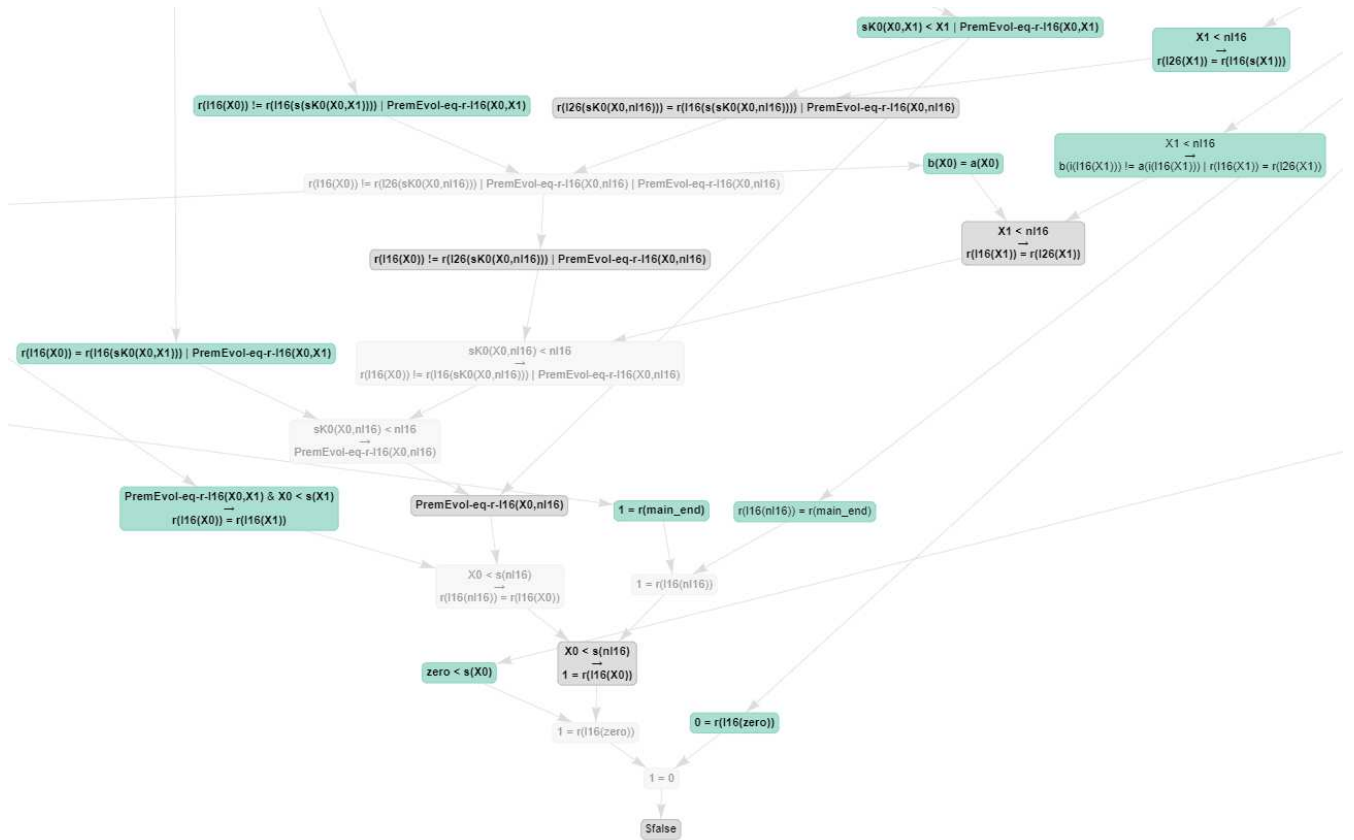 sK0(X0,X1) < X1 | PremEvol-eq-r-l16(X0,X1)
X1 < nl16
→
r(l26(X1)) = r(l16(s(X1)))
r(l16(X0)) != r(l16(s(sK0(X0,X1)))) | PremEvol-eq-r-l16(X0,X1)
r(l26(sK0(X0,nl16))) = r(l16(s(sK0(X0,nl16)))) | PremEvol-eq-r-l16(X0,nl16)
X1 < nl16
→
b(i(l16(X1))) != a(i(l16(X1))) | r(l16(X1)) = r(l26(X1))
b(X0) = a(X0)
r(l16(X0)) != r(l26(sK0(X0,nl16))) | PremEvol-eq-r-l16(X0,nl16) | PremEvol-eq-r-l16(X0,nl16)
X1 < nl16
→
r(l16(X1)) = r(l26(X1))
r(l16(X0)) != r(l26(sK0(X0,nl16))) | PremEvol-eq-r-l16(X0,nl16)
r(l16(X0)) = r(l16(sK0(X0,X1))) | PremEvol-eq-r-l16(X0,X1)
sK0(X0,nl16) < nl16
→
r(l16(X0)) != r(l16(sK0(X0,nl16))) | PremEvol-eq-r-l16(X0,nl16)
sK0(X0,nl16) < nl16
→
PremEvol-eq-r-l16(X0,nl16)
PremEvol-eq-r-l16(X0,X1) & X0 < s(X1)
→
r(l16(X0)) = r(l16(X1))
PremEvol-eq-r-l16(X0,nl16)
1 = r(main_end)
r(l16(nl16)) = r(main_end)
X0 < s(nl16)
→
r(l16(nl16)) = r(l16(X0))
1 = r(l16(nl16))
X0 < s(nl16)
→
1 = r(l16(X0))
zero < s(X0)
0 = r(l16(zero))
1 = r(l16(zero))
1 = 0
$false